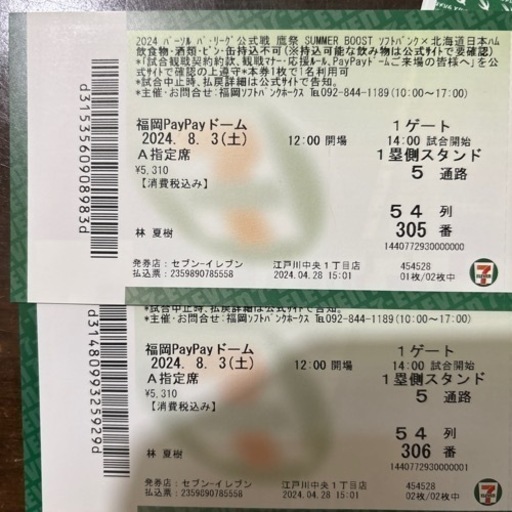 2024 パーソル パ・リーグ公式戦 鷹祭 SUMMER BOOST ソフトバンク×北海道日本ハム
飲食物・酒類・ビン・缶持込不可(※持込可能な飲み物は公式サイトで要確認)
*「試合観戦契約約款、観戦マナー・応援ルール、PayPayドームご来場の皆様へ」を公
式サイトで確認の上遵守*本券1枚で1名利用可
*試合中止時、払戻詳細は公式サイトで告知。
*主催・お問合せ:福岡ソフトバンクホークス ℡092-844-1189(10:00~17:00)
d3153560908983d
福岡PayPayドーム
2024. 8. 3(土) 12:00 開場
A指定席
¥5,310
【消費税込み】
1ゲート
14:00 試合開始
1塁側スタンド
5 通路
54 列
305 番
1440772930000000
林 夏樹
発券店:セブン-イレブン 江戸川中央1丁目店 454528
払込票:2359890785558 2024.04.28 15:01 01枚/02枚中
7
ELEVEN
*試合中止時、払戻詳細は公式サイトで告知。
*主催・お問合せ:福岡ソフトバンクホークス ℡092-844-1189(10:00~17:00)
d3148093259929d
福岡PayPayドーム
2024. 8. 3(土) 12:00 開場
A指定席
¥5,310
【消費税込み】
1ゲート
14:00 試合開始
1塁側スタンド
5 通路
54 列
306 番
1440772930000001
林 夏樹
発券店:セブン-イレブン 江戸川中央1丁目店 454528
払込票:2359890785558 2024.04.28 15:01 02枚/02枚中
7